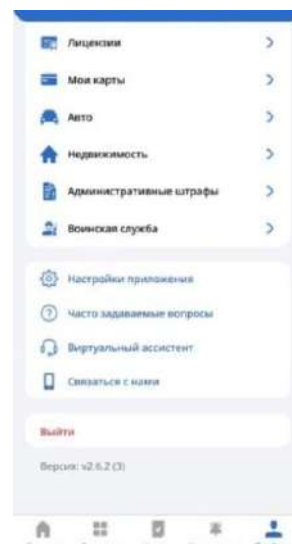 Лицензии
Мои карты
Авто
Недвижимость
Административные штрафы
Воинская служба
Настройки приложения
Часто задаваемые вопросы
Виртуальный ассистент
Связаться с нами
Выйти
Версия: v2.6.2 (3)